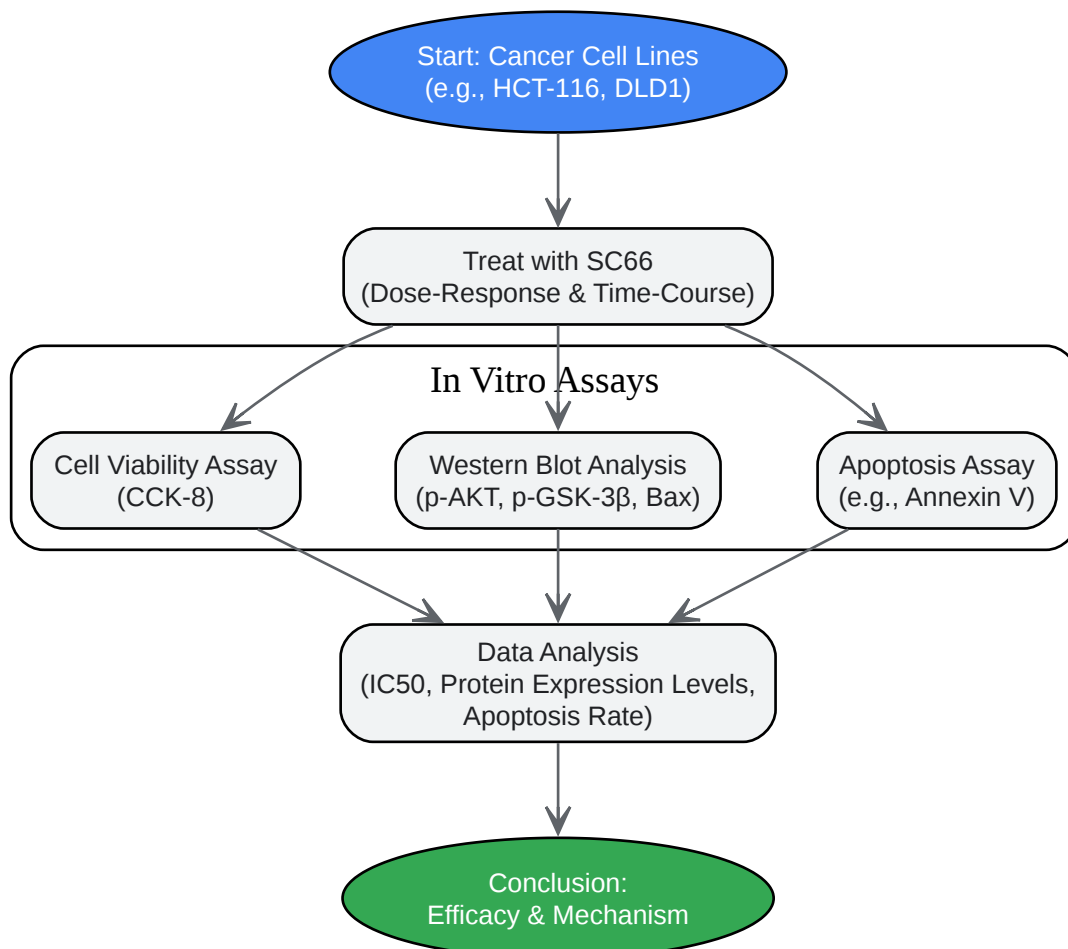 Start: Cancer Cell Lines
(e.g., HCT-116, DLD1)
Treat with SC66
(Dose-Response & Time-Course)
In Vitro Assays
Cell Viability Assay
(CCK-8)
Western Blot Analysis
(p-AKT, p-GSK-3β, Bax)
Apoptosis Assay
(e.g., Annexin V)
Data Analysis
(IC50, Protein Expression Levels,
Apoptosis Rate)
Conclusion:
Efficacy & Mechanism